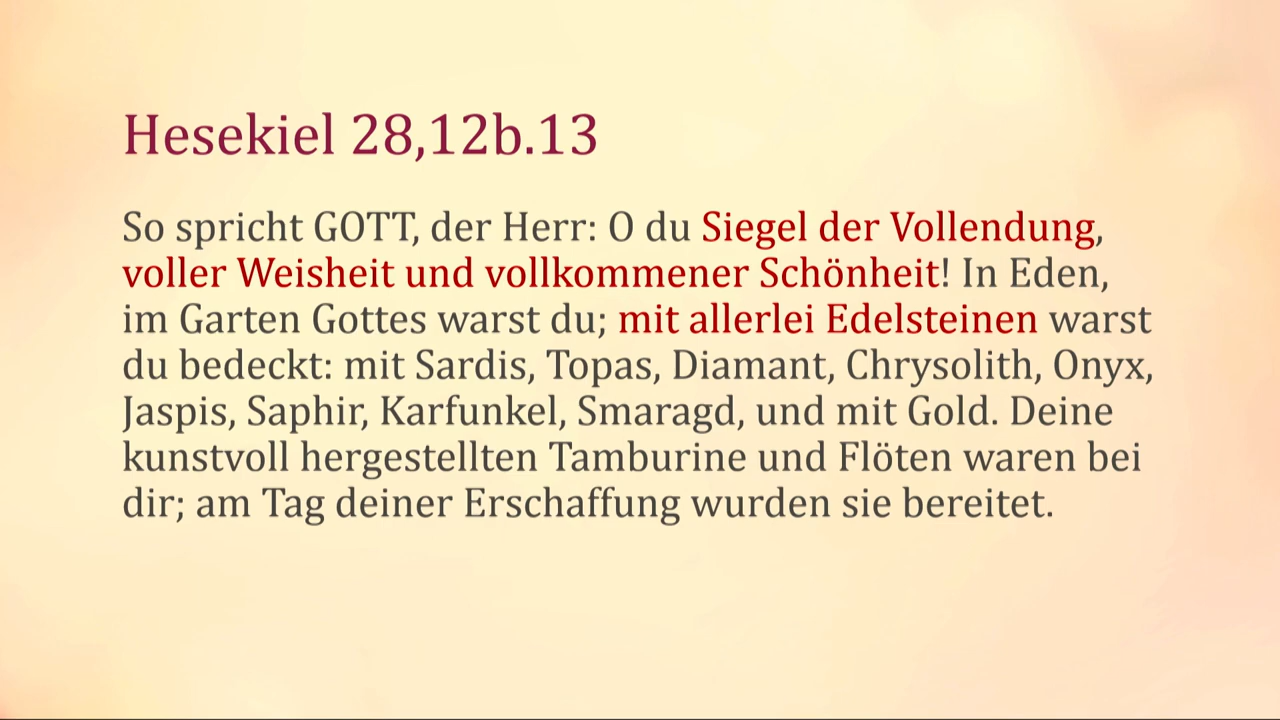 Hesekiel 28,12b.13
So spricht GOTT, der Herr: O du Siegel der Vollendung,
voller Weisheit und vollkommener Schönheit! In Eden,
im Garten Gottes warst du; mit allerlei Edelsteinen warst
du bedeckt: mit Sardis, Topas, Diamant, Chrysolith, Onyx,
Jaspis, Saphir, Karfunkel, Smaragd, und mit Gold. Deine
kunstvoll hergestellten Tamburine und Flöten waren bei
dir; am Tag deiner Erschaffung wurden sie bereitet.